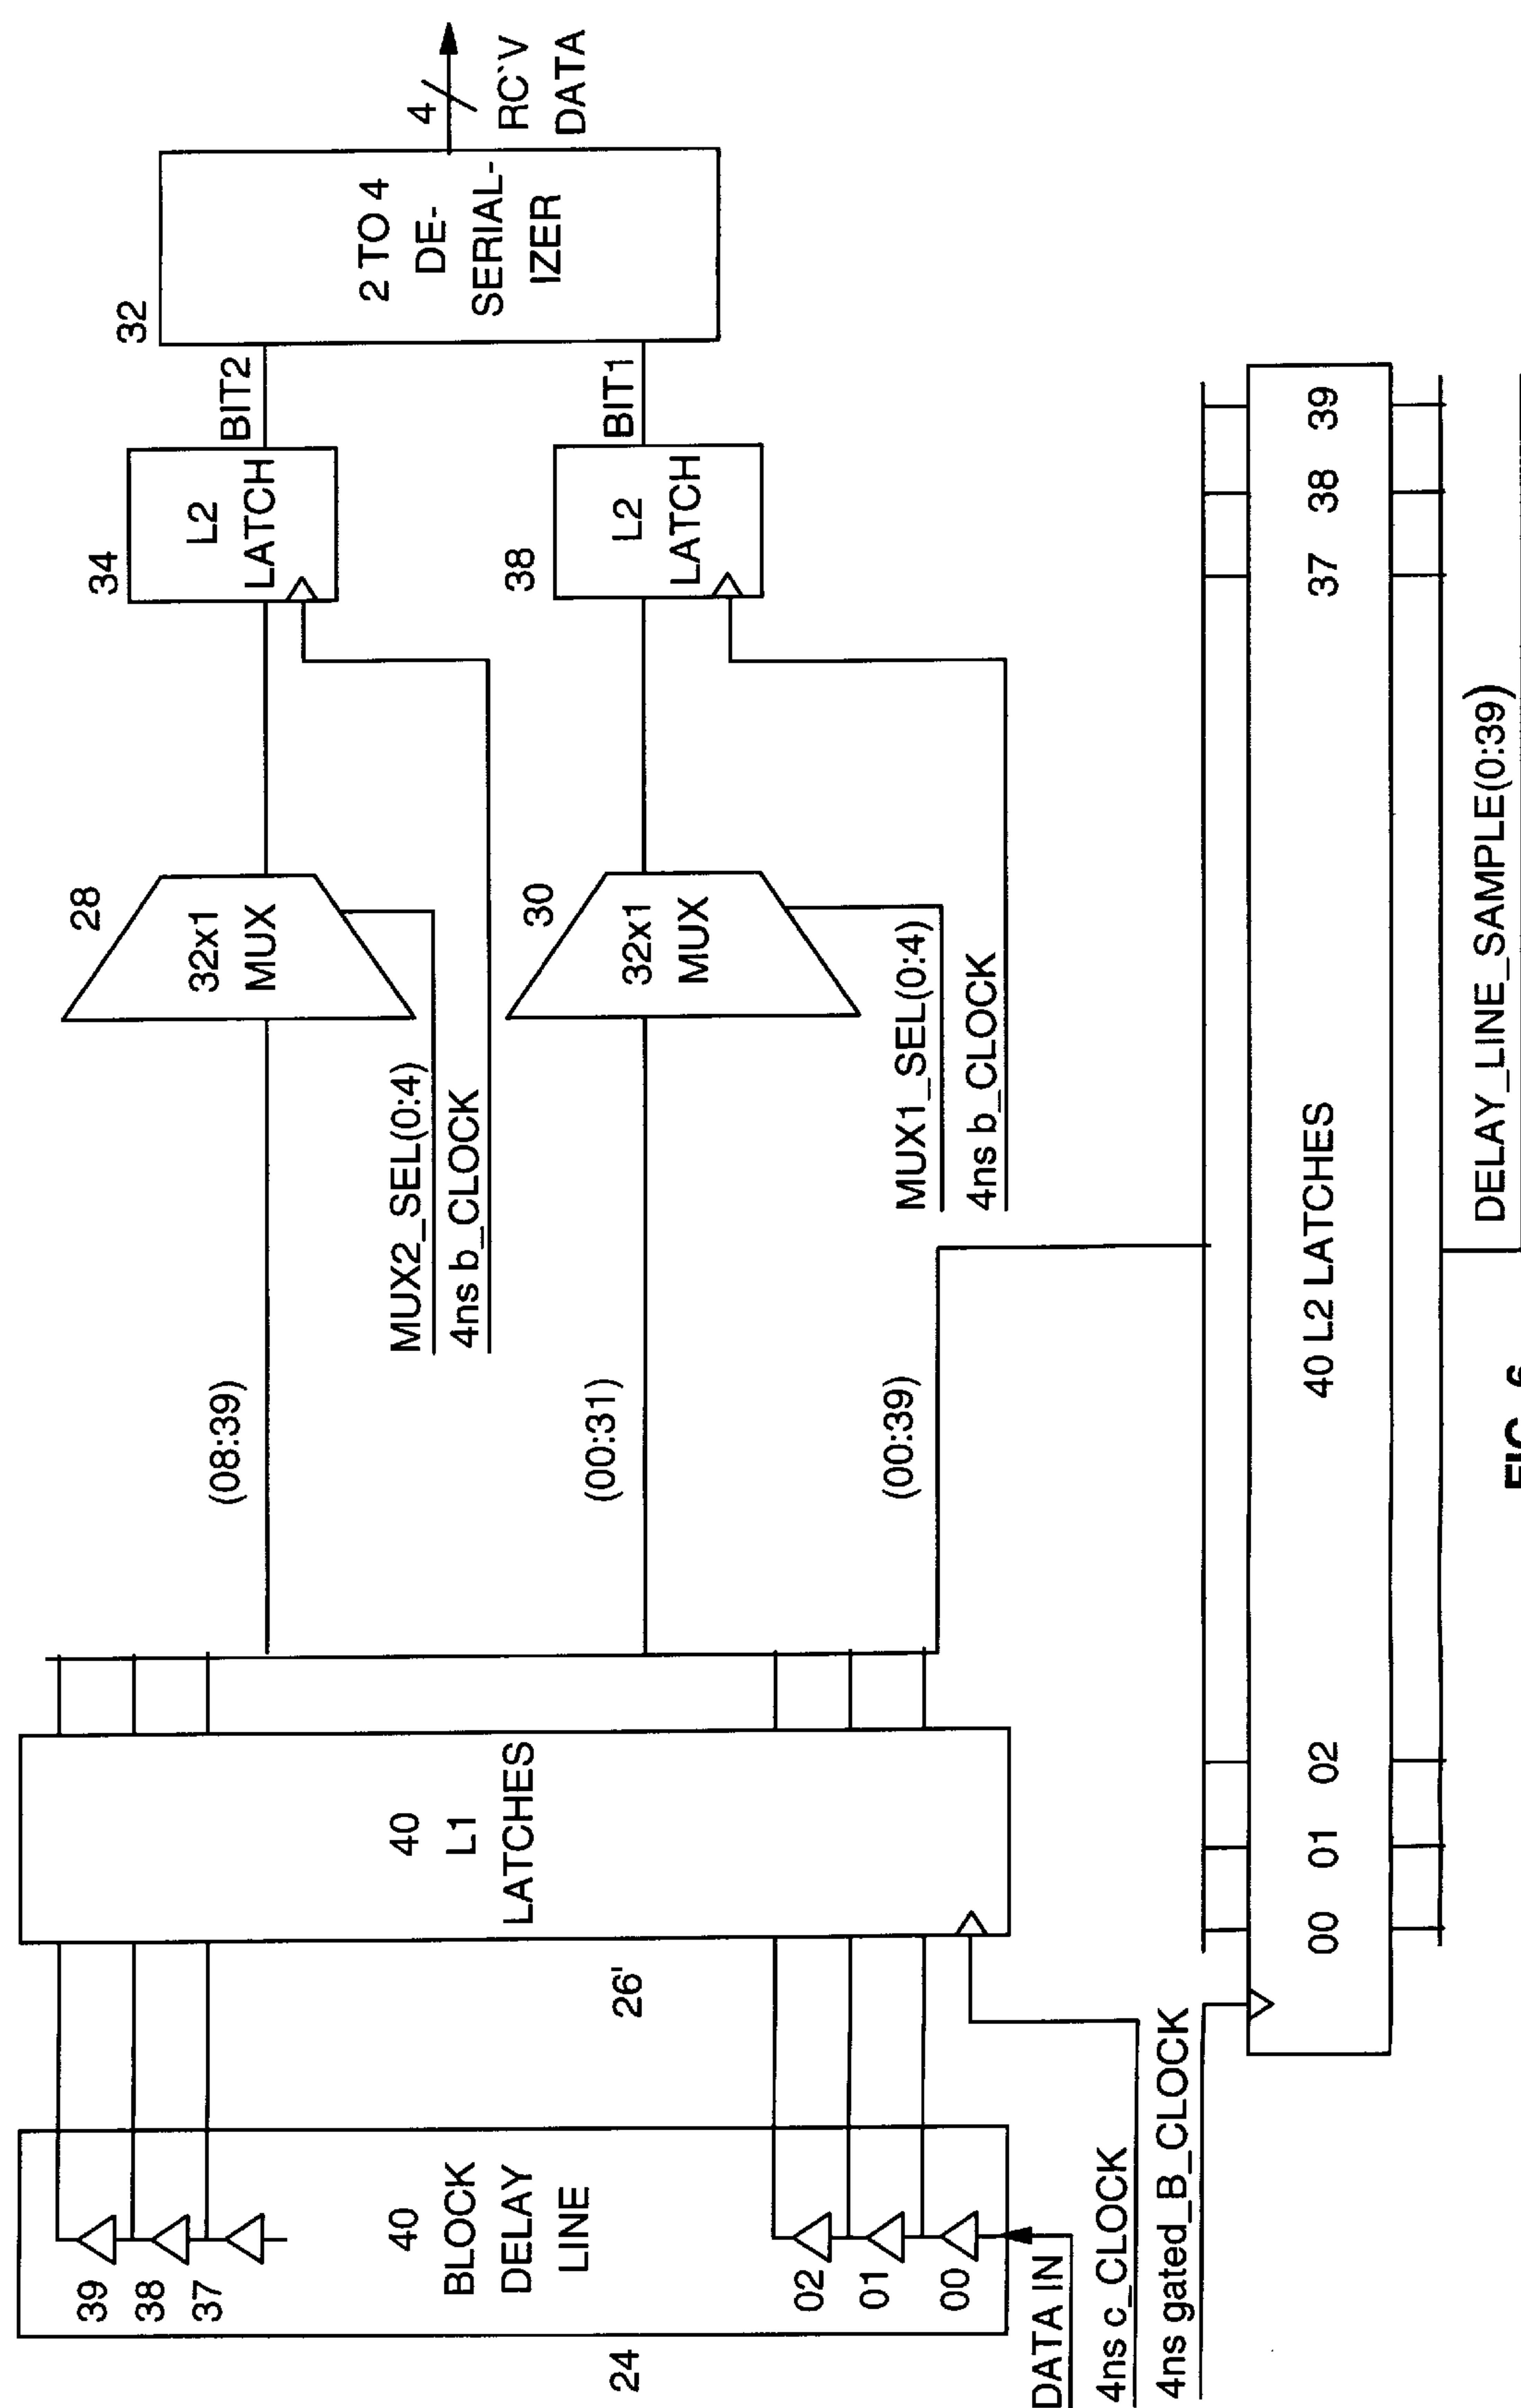 39
38
37
40
BLOCK
DELAY
LINE
02
01
00
24
DATA IN
4ns c_CLOCK
4ns gated_B_CLOCK
26'
40
L1
LATCHES
(08:39)
(00:31)
(00:39)
28
32x1
MUX
MUX2_SEL(0:4)
4ns b_CLOCK
30
32x1
MUX
MUX1_SEL(0:4)
4ns b_CLOCK
34
L2
LATCH
BIT2
38
L2
LATCH
BIT1
32
2 TO 4
DE-
SERIAL-
IZER
4
RC`V
DATA
00 01 02 40 L2 LATCHES 37 38 39
DELAY_LINE_SAMPLE(0:39)
FIG. 6